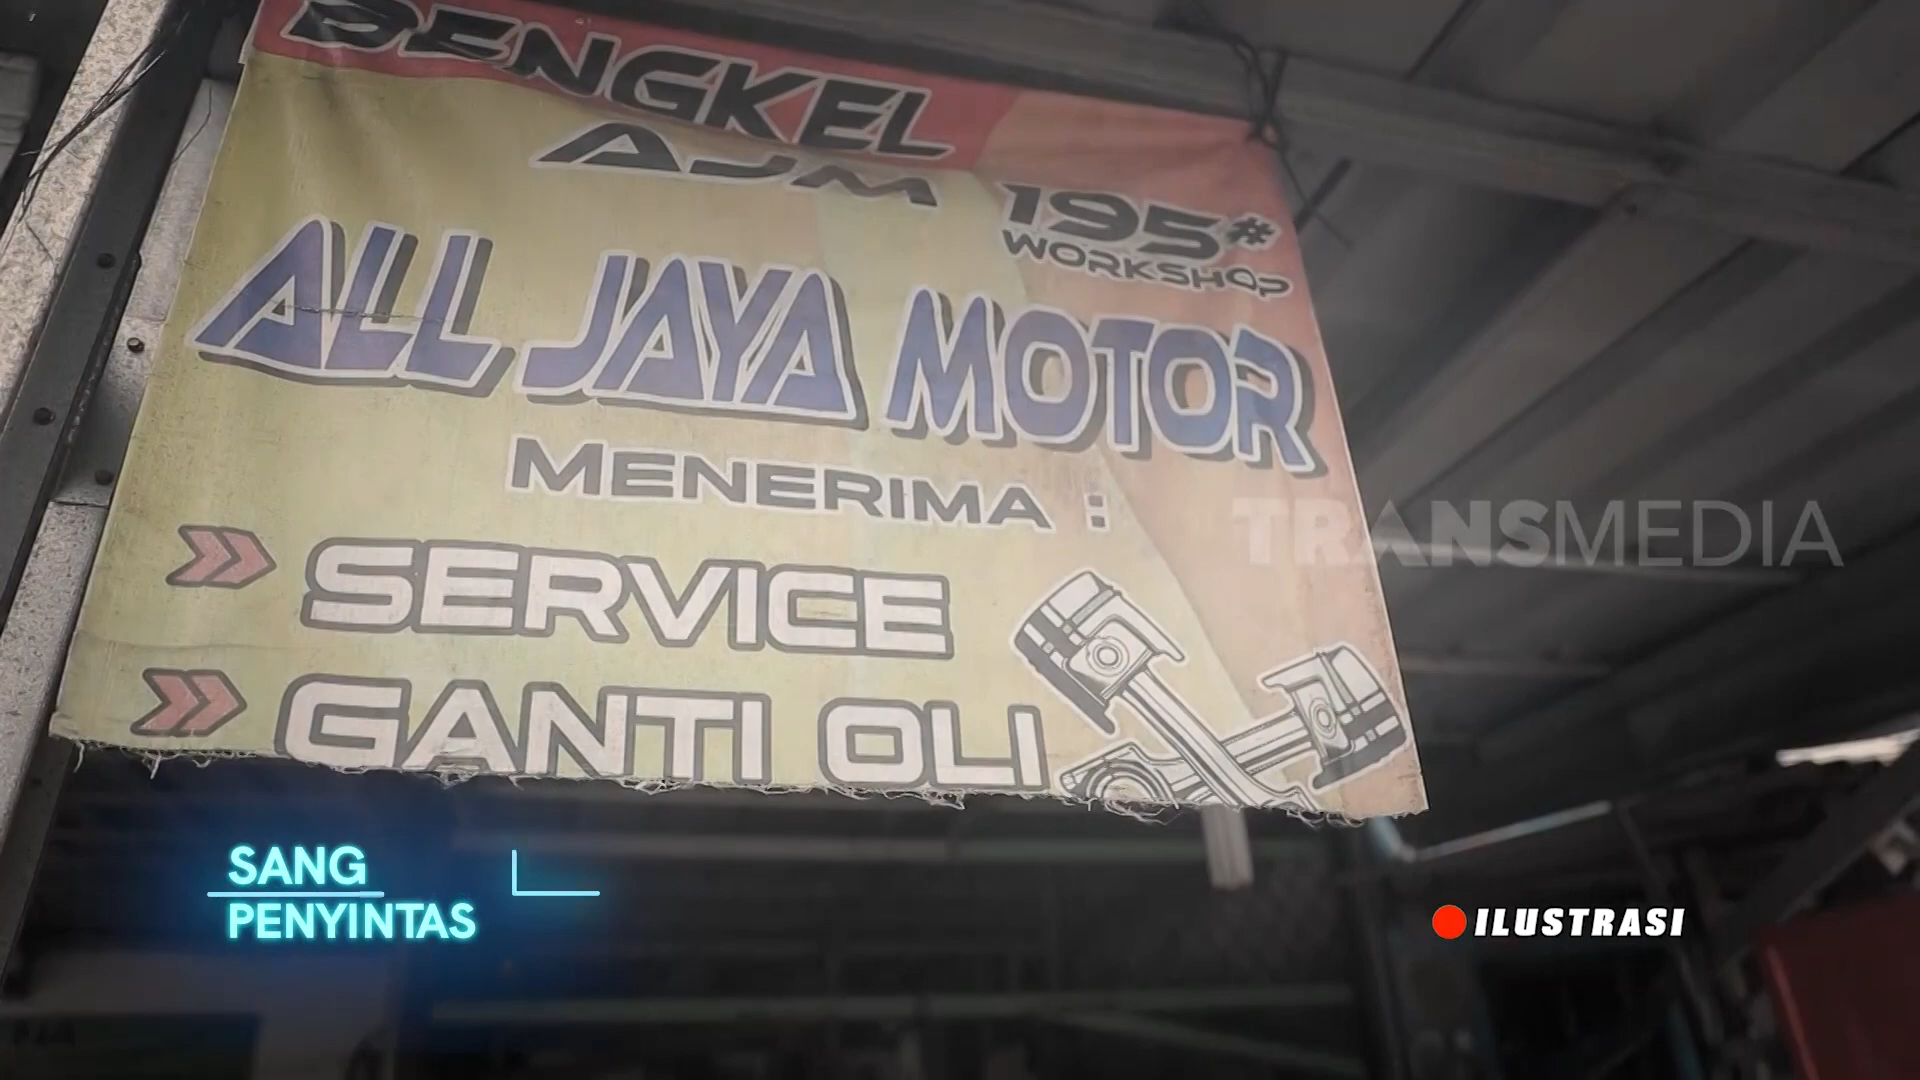 BENGKEL
AJM 195#
WORKSHOP
ALL JAYA MOTOR
MENERIMA :
» SERVICE
» GANTI OLI
TRANSMEDIA
SANG
PENYINTAS
ILUSTRASI